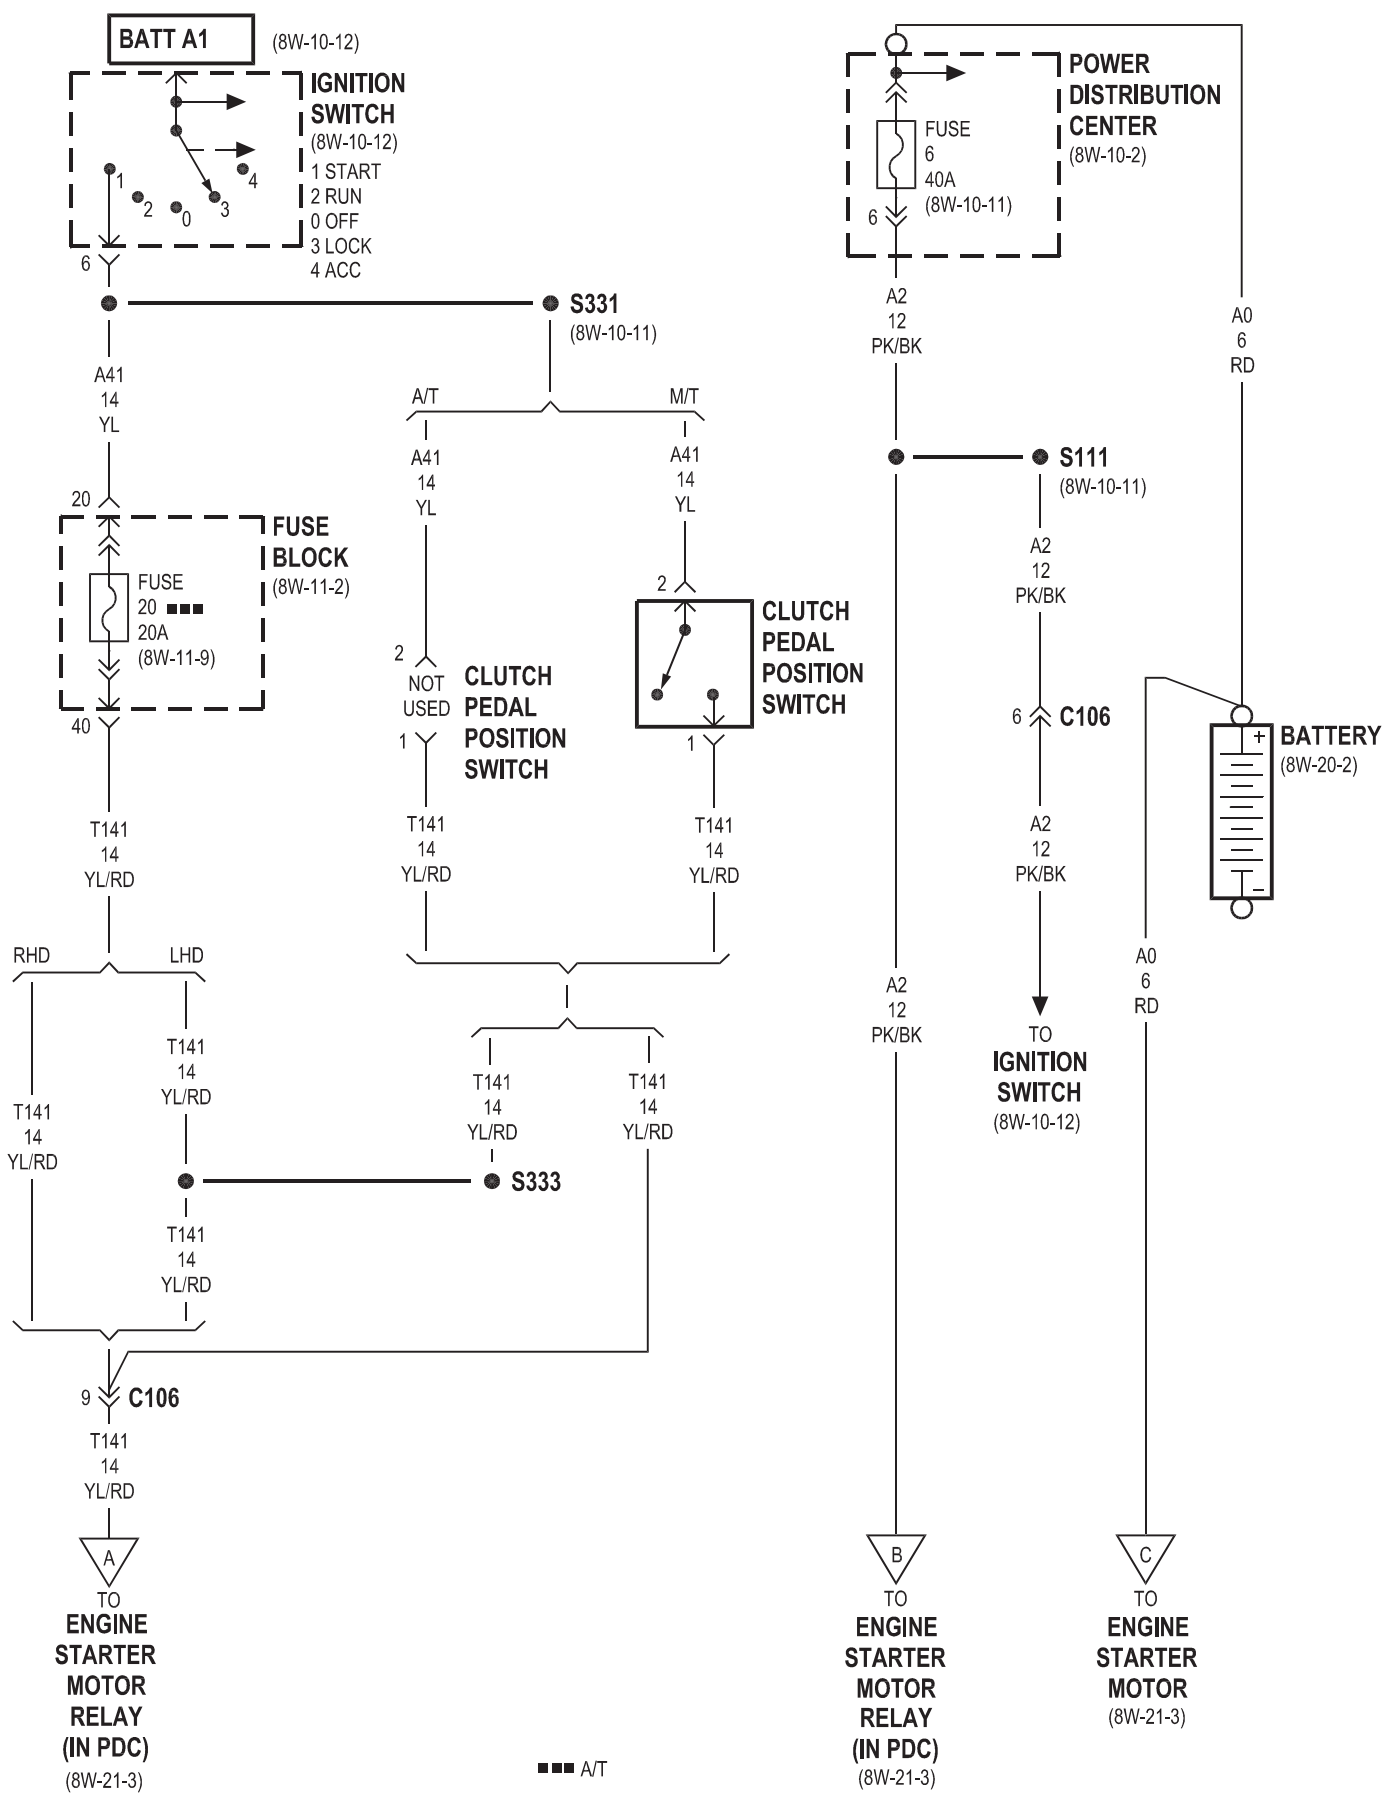 BATT A1
(8W-10-12)
IGNITION
SWITCH
(8W-10-12)
1 START
2 RUN
0 OFF
3 LOCK
4 ACC
1
2
0
3
4
6
S331
(8W-10-11)
A41
14
YL
20
FUSE
BLOCK
(8W-11-2)
FUSE
20
20A
(8W-11-9)
40
T141
14
YL/RD
RHD
LHD
T141
14
YL/RD
T141
14
YL/RD
T141
14
YL/RD
9
C106
T141
14
YL/RD
A
TO
ENGINE
STARTER
MOTOR
RELAY
(IN PDC)
(8W-21-3)
A/T
M/T
A41
14
YL
A41
14
YL
2
NOT
USED
1
CLUTCH
PEDAL
POSITION
SWITCH
2
1
CLUTCH
PEDAL
POSITION
SWITCH
T141
14
YL/RD
T141
14
YL/RD
T141
14
YL/RD
T141
14
YL/RD
S333
A/T
POWER
DISTRIBUTION
CENTER
(8W-10-2)
FUSE
6
40A
(8W-10-11)
6
A2
12
PK/BK
A0
6
RD
S111
(8W-10-11)
A2
12
PK/BK
6
C106
A2
12
PK/BK
TO
IGNITION
SWITCH
(8W-10-12)
+
-
BATTERY
(8W-20-2)
A2
12
PK/BK
A0
6
RD
B
TO
ENGINE
STARTER
MOTOR
RELAY
(IN PDC)
(8W-21-3)
C
TO
ENGINE
STARTER
MOTOR
(8W-21-3)